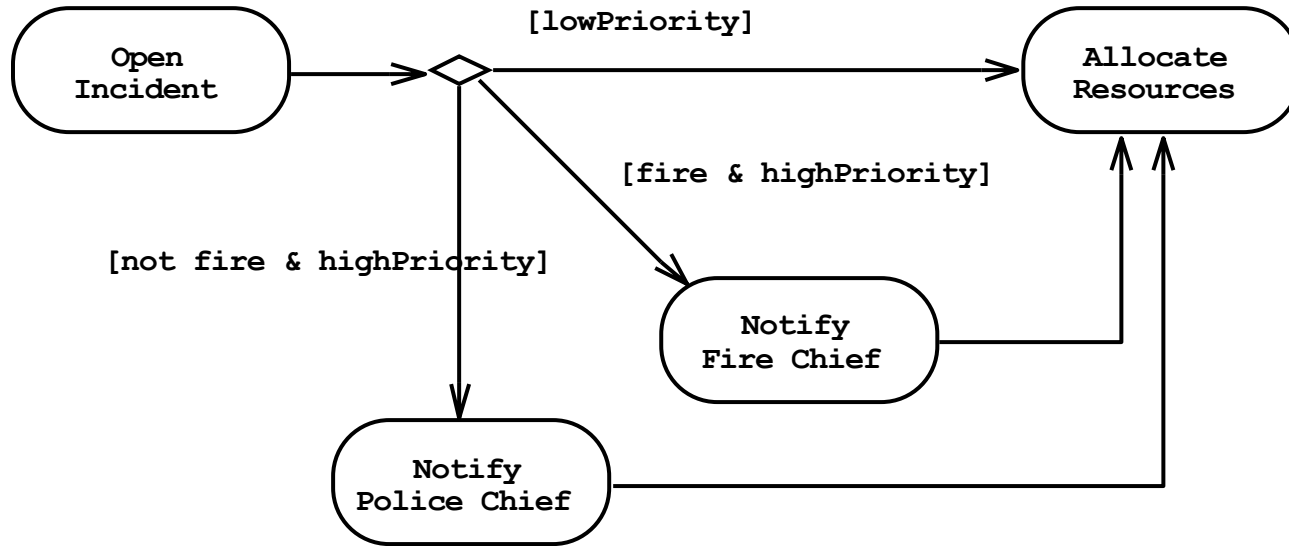 [lowPriority]
Open
Incident
Allocate
Resources
[fire & highPriority]
[not fire & highPriority]
Notify
Fire Chief
Notify
Police Chief